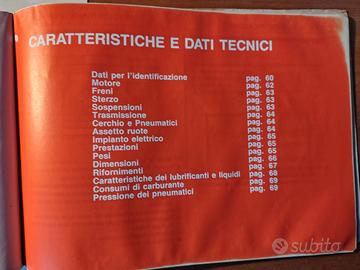 CARATTERISTICHE E DATI TECNICI
Dati per l'identificazione pag. 60
Motore pag. 62
Freni pag. 63
Sterzo pag. 63
Sospensioni pag. 63
Trasmissione pag. 64
Cerchio e Pneumatici pag. 64
Assetto ruote pag. 64
Impianto elettrico pag. 65
Prestazioni pag. 65
Pesi pag. 65
Dimensioni pag. 66
Rifornimenti pag. 67
Caratteristiche dei lubrificanti e liquidi pag. 68
Consumi di carburante pag. 69
Pressione dei pneumatici pag. 69
subito